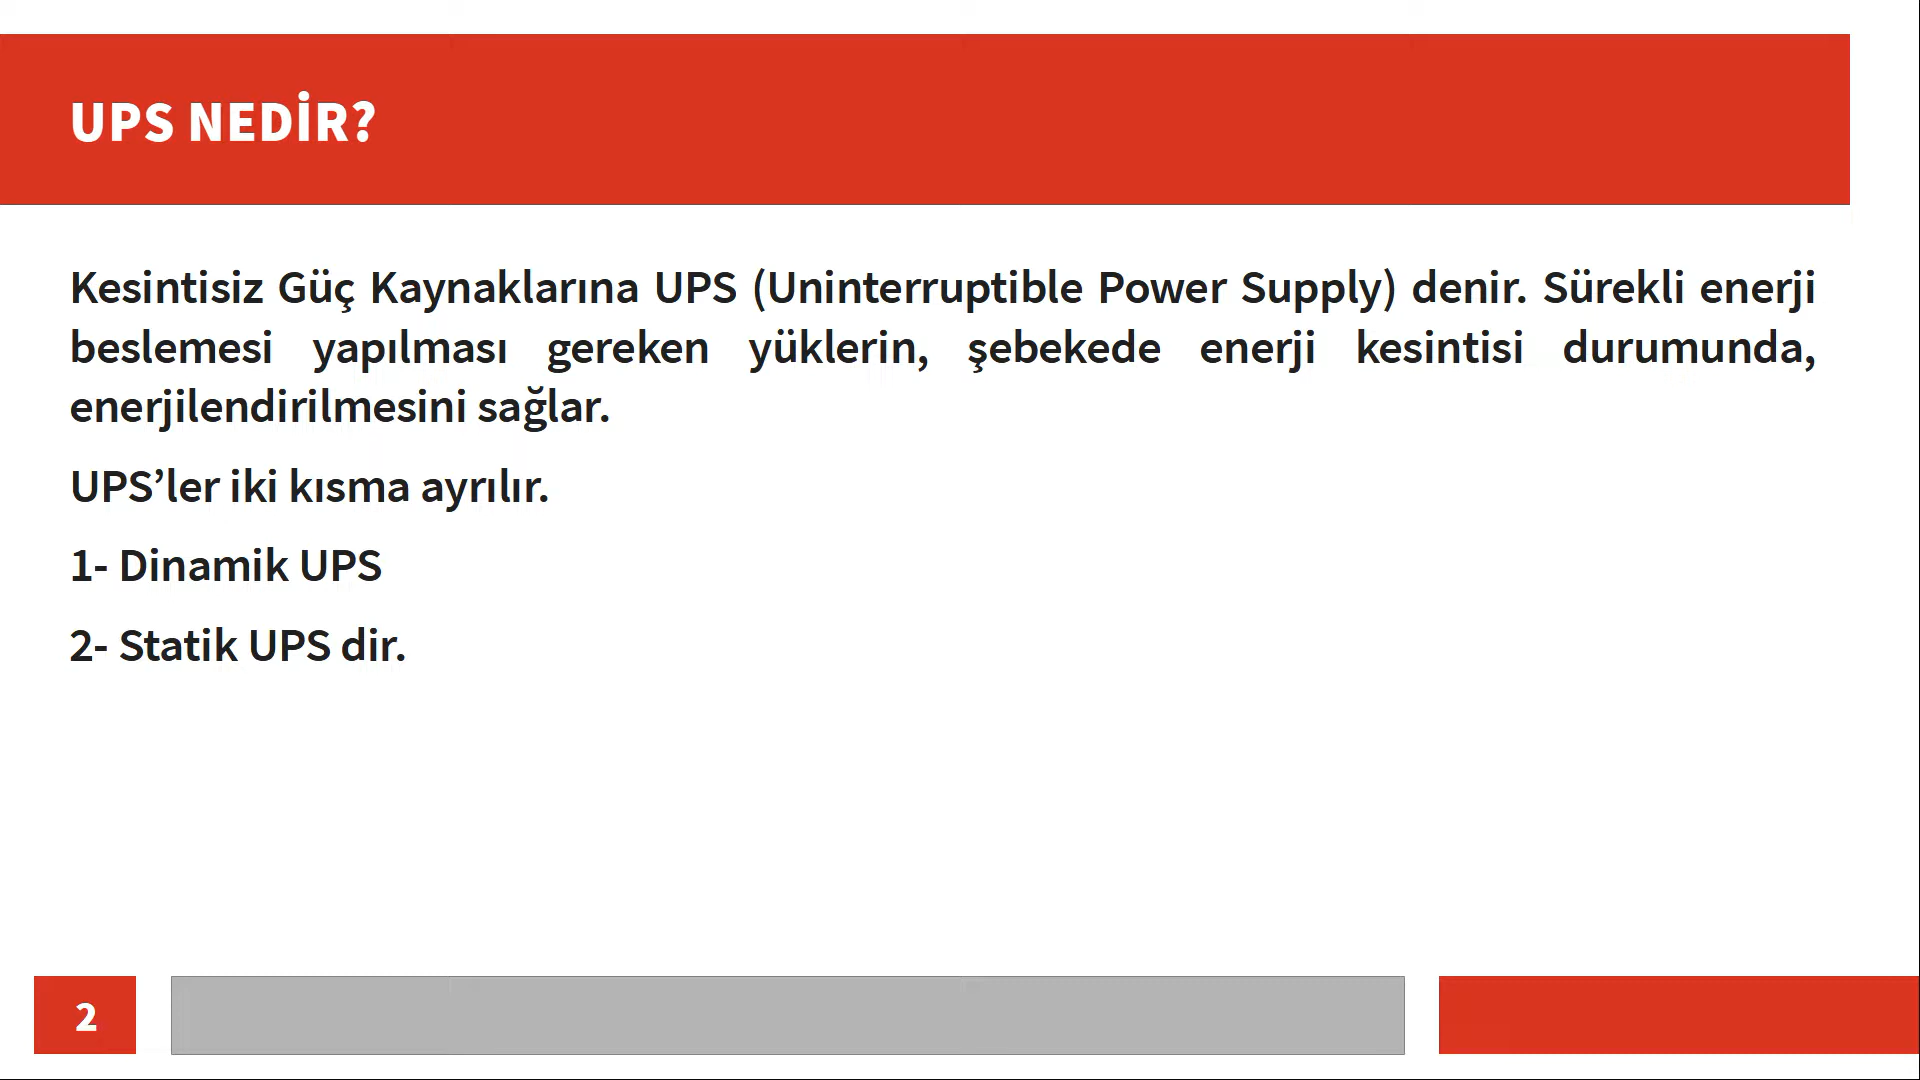 UPS NEDİR?
Kesintisiz Güç Kaynaklarına UPS (Uninterruptible Power Supply) denir. Sürekli enerji
beslemesi yapılması gereken yüklerin, şebekede enerji kesintisi durumunda,
enerjilendirilmesini sağlar.
UPS’ler iki kısma ayrılır.
1- Dinamik UPS
2- Statik UPS dir.
2